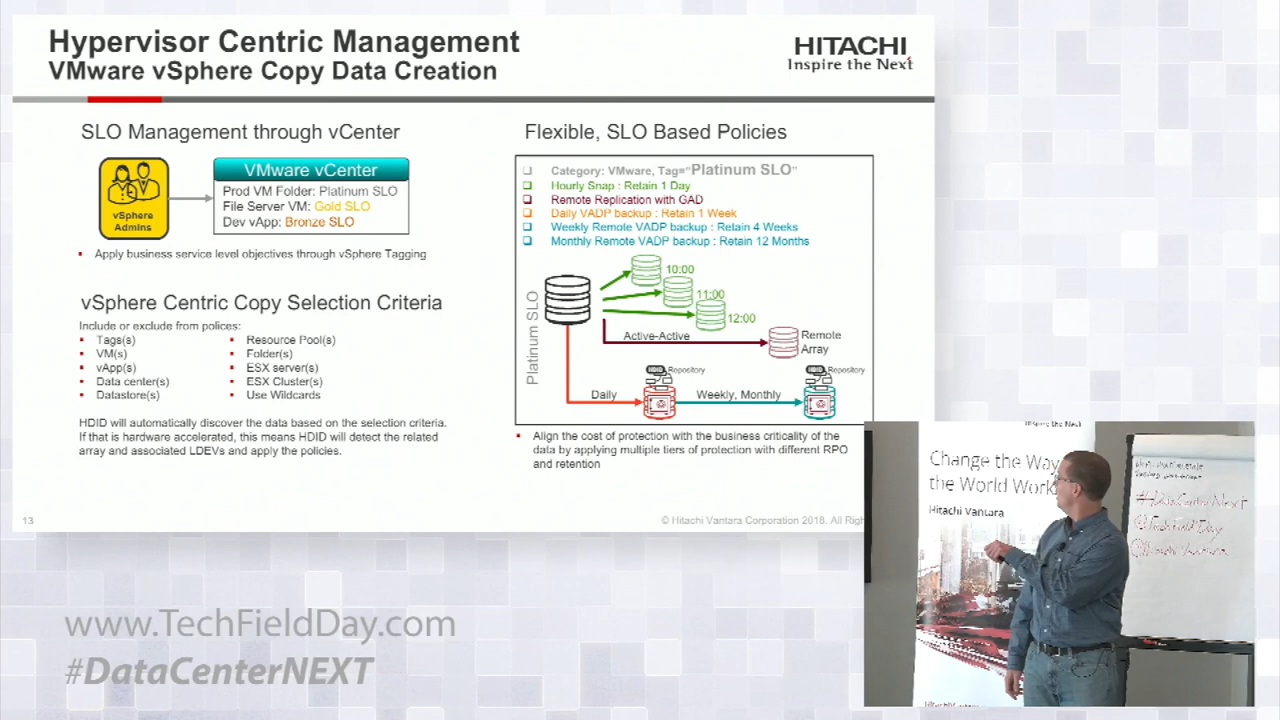 Hypervisor Centric Management
VMware vSphere Copy Data Creation
HITACHI
Inspire the Next
SLO Management through vCenter
vSphere
Admins
VMware vCenter
Prod VM Folder: Platinum SLO
File Server VM: Gold SLO
Dev vApp: Bronze SLO
Apply business service level objectives through vSphere Tagging
vSphere Centric Copy Selection Criteria
Include or exclude from polices:
Tags(s)
VM(s)
vApp(s)
Data center(s)
Datastore(s)
Resource Pool(s)
Folder(s)
ESX server(s)
ESX Cluster(s)
Use Wildcards
HDID will automatically discover the data based on the selection criteria.
If that is hardware accelerated, this means HDID will detect the related
array and associated LDEVs and apply the policies.
Flexible, SLO Based Policies
Category: VMware, Tag="Platinum SLO"
Hourly Snap : Retain 1 Day
Remote Replication with GAD
Daily VADP backup : Retain 1 Week
Weekly Remote VADP backup : Retain 4 Weeks
Monthly Remote VADP backup : Retain 12 Months
Platinum SLO
10:00
11:00
12:00
Active-Active
Remote
Array
HDID Repository
HDID Repository
Daily
Weekly, Monthly
Align the cost of protection with the business criticality of the
data by applying multiple tiers of protection with different RPO
and retention
13
© Hitachi Vantara Corporation 2018. All Righ
Inspire the Next
Change the Way
the World Works
Hitachi Vantara
#DataCenterNext
@TechFieldDay
@HitachiVantara
www.TechFieldDay.com
#DataCenterNEXT